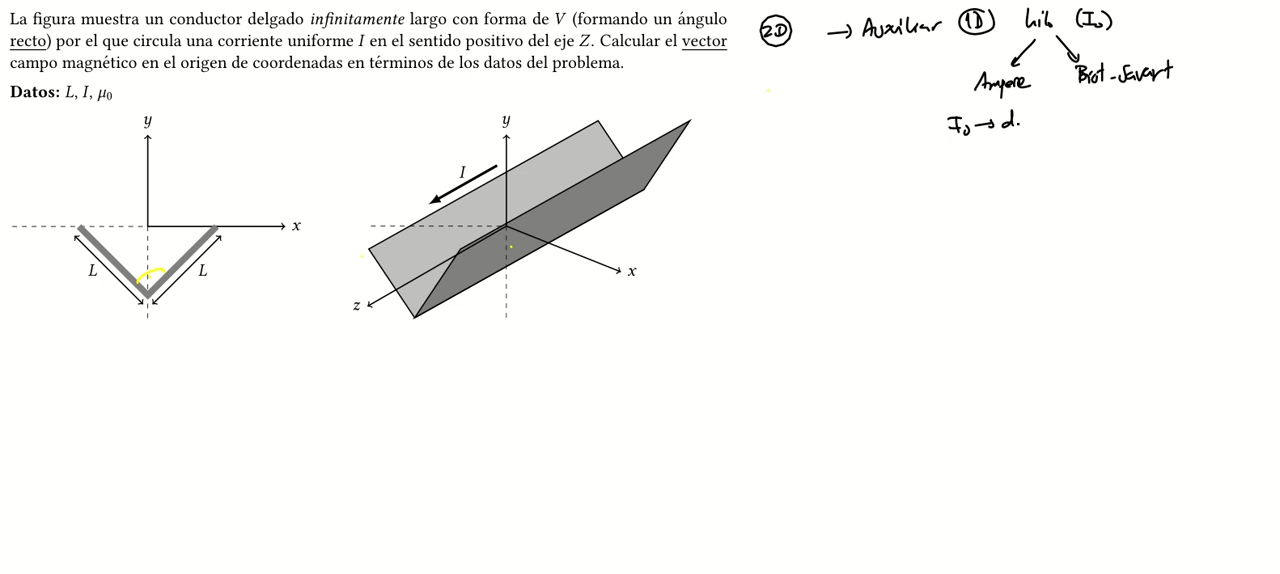 La figura muestra un conductor delgado infinitamente largo con forma de V (formando un ángulo
recto) por el que circula una corriente uniforme I en el sentido positivo del eje Z. Calcular el vector
campo magnético en el origen de coordenadas en términos de los datos del problema.
Datos: L, I, μ₀
y
x
L
L
y
I
x
z
2D → Auxiliar 1D hilo (I₀)
Ampere
Biot-Savart
I₀ → d.